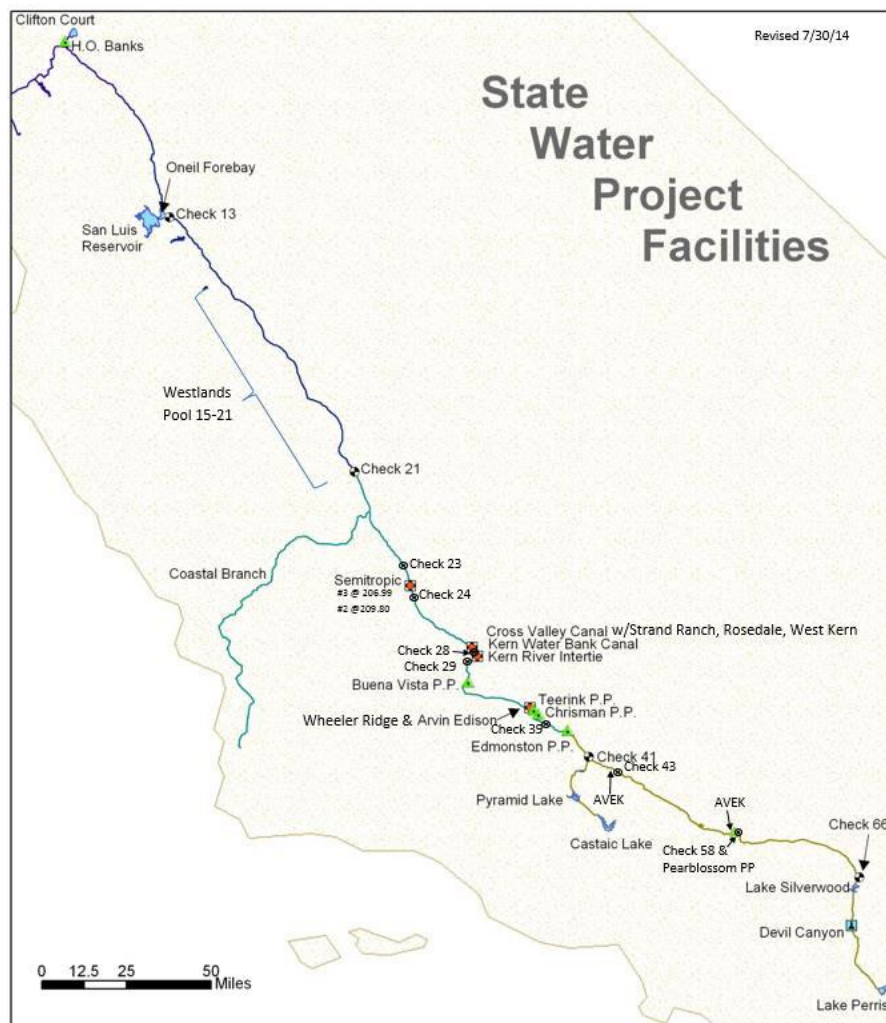 Clifton Court
H.O. Banks
Revised 7/30/14
State
Water
Project
Facilities
Oneil Forebay
Check 13
San Luis
Reservoir
Westlands
Pool 15-21
Check 21
Coastal Branch
Check 23
Semitropic
#3 @ 206.99
#2 @209.80
Check 24
Cross Valley Canal w/Strand Ranch, Rosedale, West Kern
Kern Water Bank Canal
Check 28
Kern River Intertie
Check 29
Buena Vista P.P.
Teerink P.P.
Chrisman P.P.
Wheeler Ridge & Arvin Edison
Check 39
Edmonston P.P.
Check 41
Check 43
AVEK
Pyramid Lake
Castaic Lake
AVEK
Check 58 &
Pearblossom PP
Check 66
Lake Silverwood
Devil Canyon
Lake Perris
0 12.5 25 50
Miles